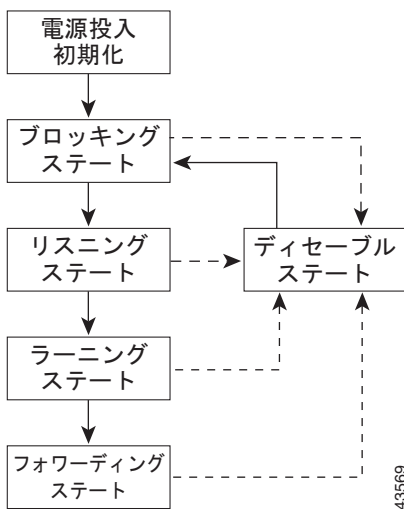 電源投入
初期化
ブロッキング
ステート
リスニング
ステート
ディセーブル
ステート
ラーニング
ステート
フォワーディング
ステート
43569